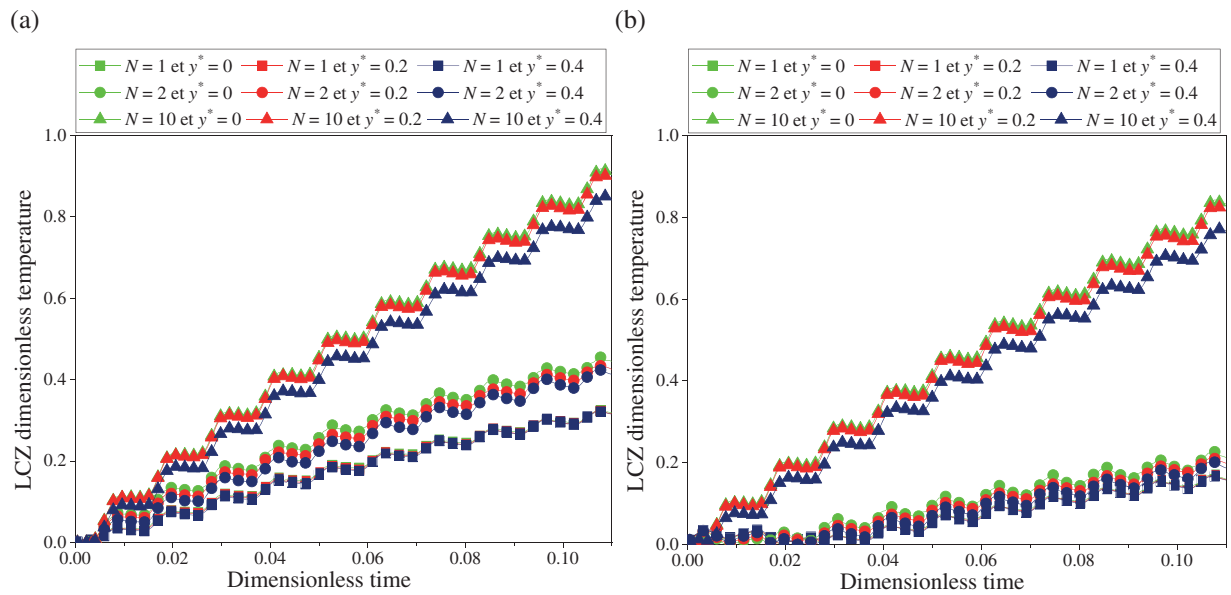 (a)
N = 1 et y* = 0 N = 1 et y* = 0.2 N = 1 et y* = 0.4
N = 2 et y* = 0 N = 2 et y* = 0.2 N = 2 et y* = 0.4
N = 10 et y* = 0 N = 10 et y* = 0.2 N = 10 et y* = 0.4
1.0
0.8
0.6
0.4
0.2
0.0
LCZ dimensionless temperature
0.00 0.02 0.04 0.06 0.08 0.10
Dimensionless time
(b)
N = 1 et y* = 0 N = 1 et y* = 0.2 N = 1 et y* = 0.4
N = 2 et y* = 0 N = 2 et y* = 0.2 N = 2 et y* = 0.4
N = 10 et y* = 0 N = 10 et y* = 0.2 N = 10 et y* = 0.4
1.0
0.8
0.6
0.4
0.2
0.0
LCZ dimensionless temperature
0.00 0.02 0.04 0.06 0.08 0.10
Dimensionless time